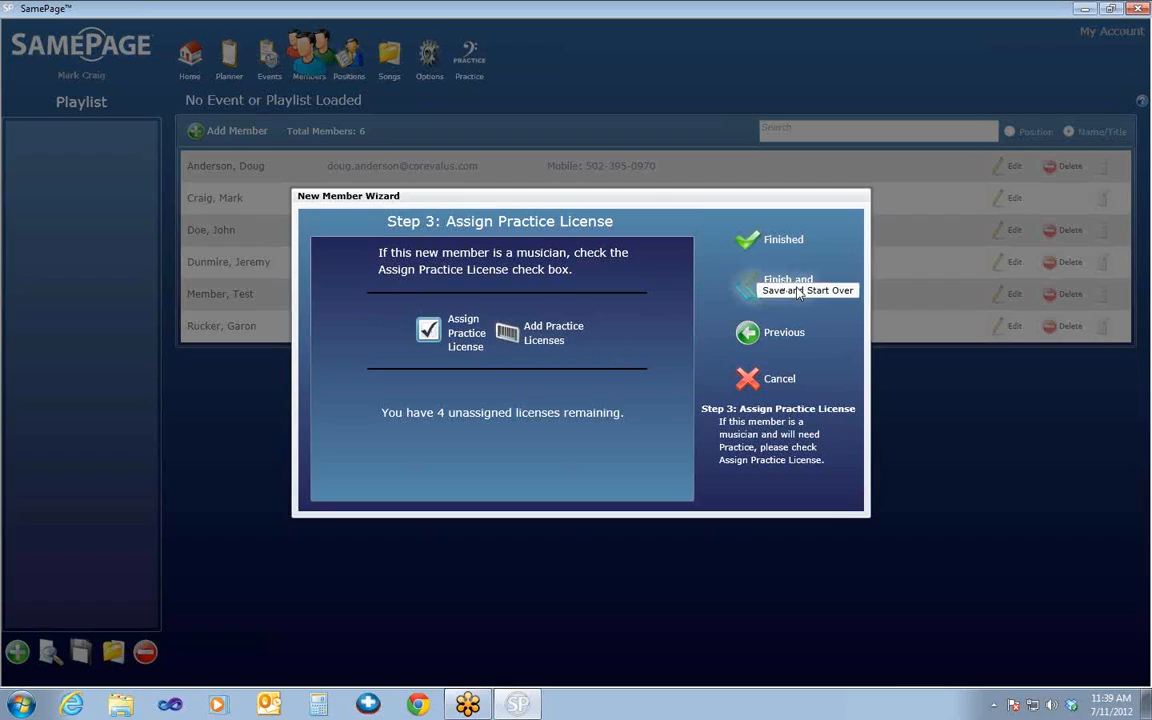 SamePage™
SAMEPAGE
Mark Craig
Home
Planner
Events
Members
Positions
Songs
Options
PRACTICE
Practice
My Account
Playlist
No Event or Playlist Loaded
Add Member
Total Members: 6
Search
Position
Name/Title
Anderson, Doug
doug.anderson@corevalus.com
Mobile: 502-395-0970
Edit
Delete
Craig, Mark
Edit
Doe, John
Edit
Delete
Dunmire, Jeremy
Edit
Delete
Member, Test
Edit
Delete
Rucker, Garon
Edit
Delete
New Member Wizard
Step 3: Assign Practice License
If this new member is a musician, check the
Assign Practice License check box.
Assign
Practice
License
Add Practice
Licenses
You have 4 unassigned licenses remaining.
Finished
Finish and
Save and Start Over
Previous
Cancel
Step 3: Assign Practice License
If this member is a
musician and will need
Practice, please check
Assign Practice License.
SP
11:39 AM
7/11/2012